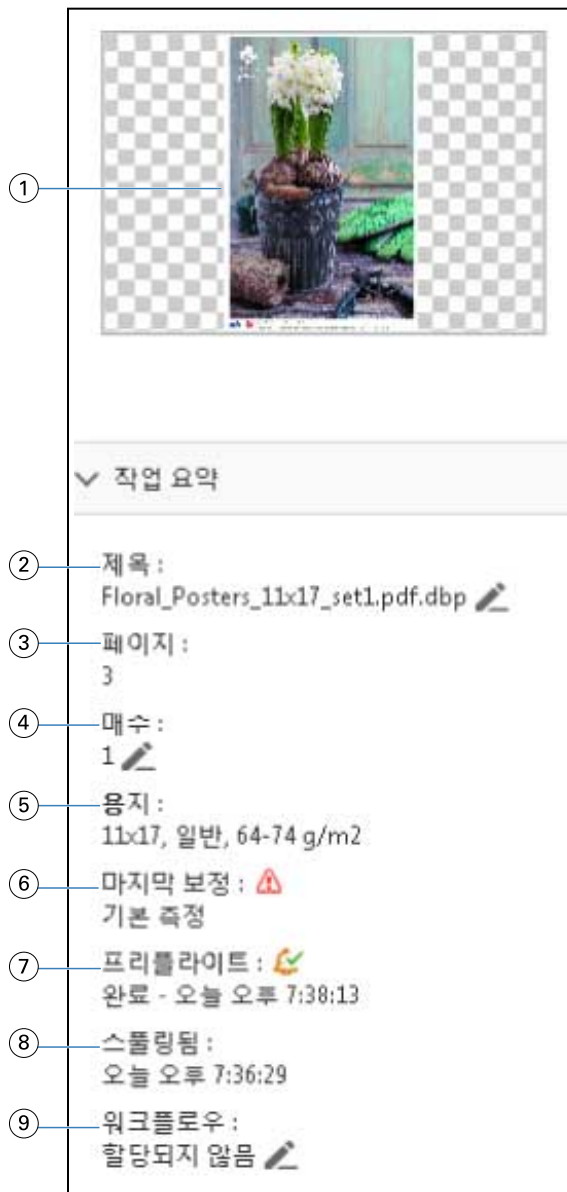 1
작업 요약
2 제목 :
Floral_Posters_11x17_set1.pdf.dbp
3 페이지 :
3
4 매수 :
1
5 용지 :
11x17, 일반, 64-74 g/m2
6 마지막 보정 :
기본 측정
7 프리플라이트 :
완료 - 오늘 오후 7:38:13
8 스풀링됨 :
오늘 오후 7:36:29
9 워크플로우 :
할당되지 않음